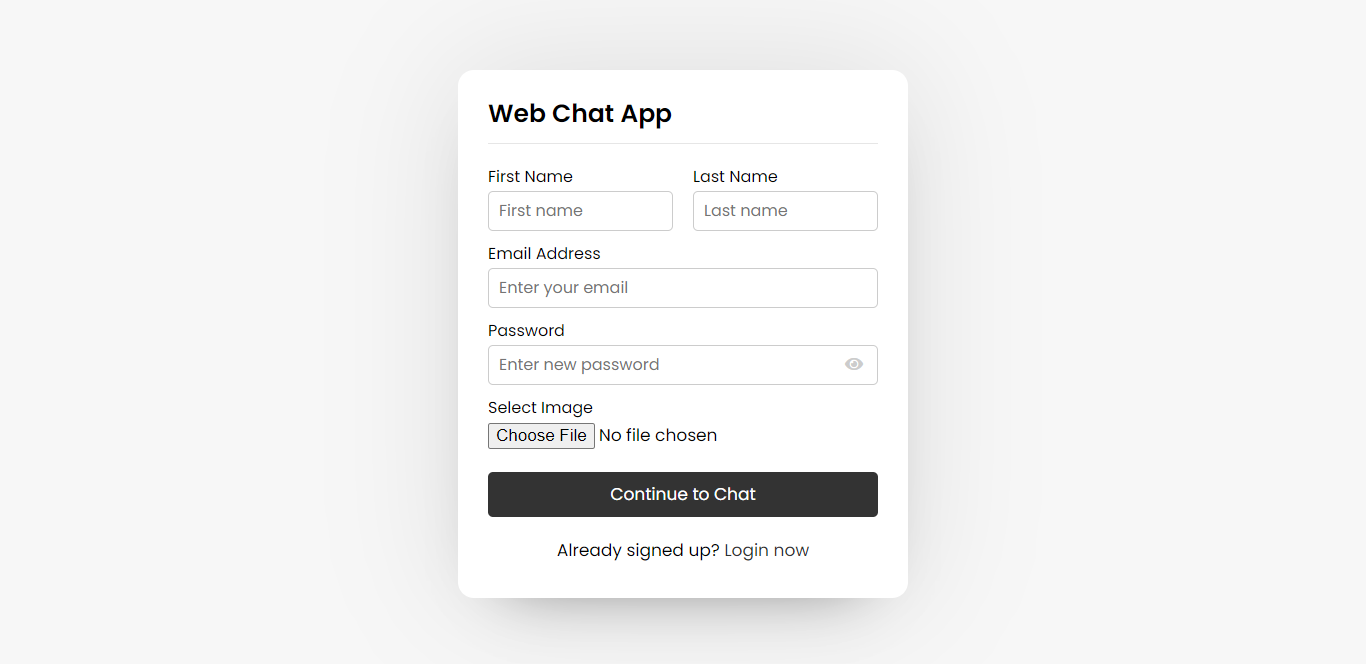 Web Chat App
First Name Last Name
First name Last name
Email Address
Enter your email
Password
Enter new password
Select Image
Choose File No file chosen
Continue to Chat
Already signed up? Login now